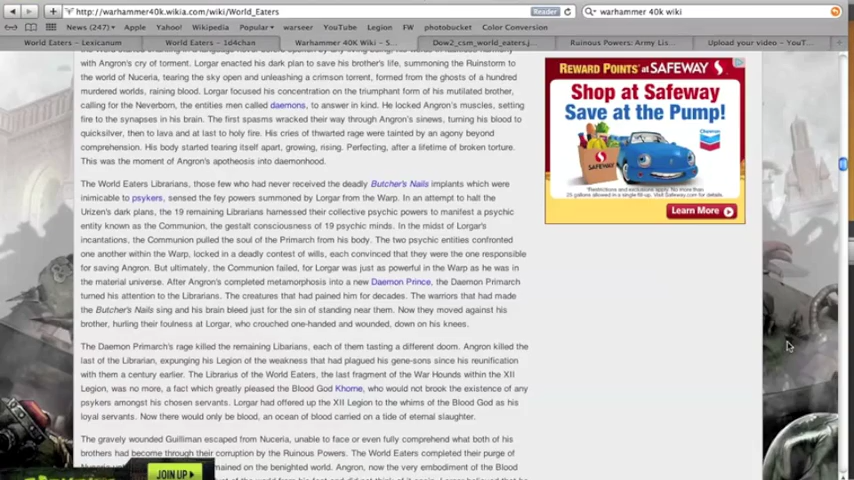 http://warhammer40k.wikia.com/wiki/World_Eaters
Reader
warhammer 40k wiki
News (247)
Apple
Yahoo!
Wikipedia
Popular
warseer
YouTube
Legion
FW
photobucket
Color Conversion
World Eaters – Lexicanum
World Eaters – 1d4chan
Warhammer 40K Wiki – S...
Dow2_csm_world_eaters.j...
Ruinous Powers: Army Lis...
Upload your video – YouT...
with Angron's cry of torment. Lorgar enacted his dark plan to save his brother's life, summoning the Ruinstorm to
the world of Nuceria, tearing the sky open and unleashing a crimson torrent, formed from the ghosts of a hundred
murdered worlds, raining blood. Lorgar focused his concentration on the triumphant form of his mutilated brother,
calling for the Neverborn, the entities men called daemons, to answer in kind. He locked Angron's muscles, setting
fire to the synapses in his brain. The first spasms wracked their way through Angron's sinews, turning his blood to
quicksilver, then to lava and at last to holy fire. His cries of thwarted rage were tainted by an agony beyond
comprehension. His body started tearing itself apart, growing, rising. Perfecting, after a lifetime of broken torture.
This was the moment of Angron's apotheosis into daemonhood.
The World Eaters Librarians, those few who had never received the deadly Butcher's Nails implants which were
inimicable to psykers, sensed the fey powers summoned by Lorgar from the Warp. In an attempt to halt the
Urizen's dark plans, the 19 remaining Librarians harnessed their collective psychic powers to manifest a psychic
entity known as the Communion, the gestalt consciousness of 19 psychic minds. In the midst of Lorgar's
incantations, the Communion pulled the soul of the Primarch from his body. The two psychic entities confronted
one another within the Warp, locked in a deadly contest of wills, each convinced that they were the one responsible
for saving Angron. But ultimately, the Communion failed, for Lorgar was just as powerful in the Warp as he was in
the material universe. After Angron's completed metamorphosis into a new Daemon Prince, the Daemon Primarch
turned his attention to the Librarians. The creatures that had pained him for decades. The warriors that had made
the Butcher's Nails sing and his brain bleed just for the sin of standing near them. Now they moved against his
brother, hurling their foulness at Lorgar, who crouched one-handed and wounded, down on his knees.
The Daemon Primarch's rage killed the remaining Librarians, each of them tasting a different doom. Angron killed the
last of the Librarian, expunging his Legion of the weakness that had plagued his gene-sons since his reunification
with them a century earlier. The Librarius of the World Eaters, the last fragment of the War Hounds within the XII
Legion, was no more, a fact which greatly pleased the Blood God Khorne, who would not brook the existence of any
psykers amongst his chosen servants. Lorgar had offered up the XII Legion to the whims of the Blood God as his
loyal servants. Now there would only be blood, an ocean of blood carried on a tide of eternal slaughter.
The gravely wounded Guilliman escaped from Nuceria, unable to face or even fully comprehend what both of his
brothers had become through their corruption by the Ruinous Powers. The World Eaters completed their purge of
mained on the benighted world. Angron, now the very embodiment of the Blood
REWARD POINTS at SAFEWAY
Shop at Safeway
Save at the Pump!
SAFEWAY
Chevron
*Restrictions and exclusions apply. No more than
25 gallons allowed in a single fill-up. Visit Safeway.com for details.
Learn More
JOIN UP